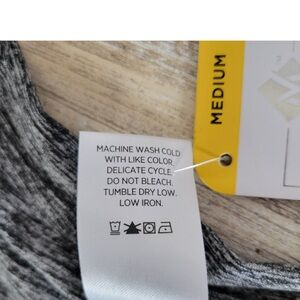 MEDIUM
MACHINE WASH COLD
WITH LIKE COLOR.
DELICATE CYCLE.
DO NOT BLEACH.
TUMBLE DRY LOW.
LOW IRON.